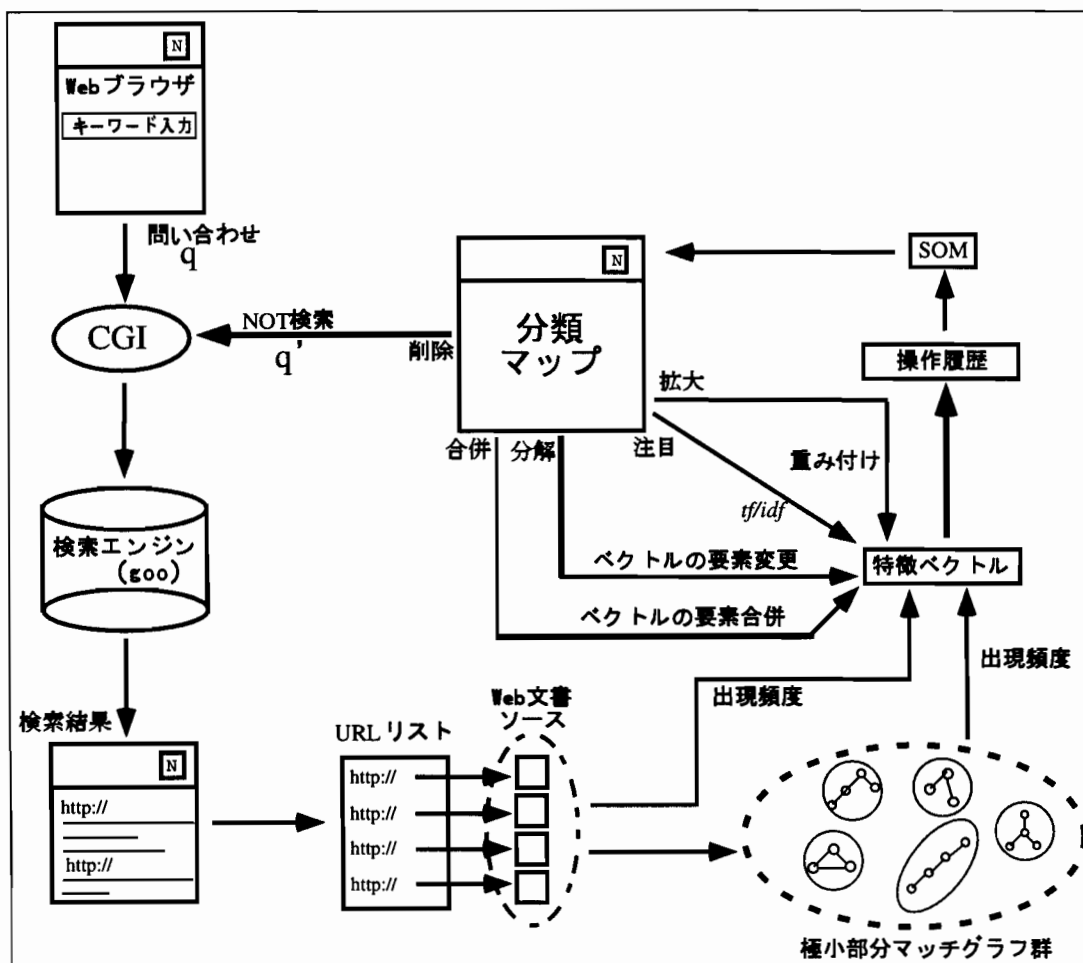 N
Webブラウザ
キーワード入力
問い合わせ
q
CGI
NOT検索
q'
削除
N
分類
マップ
合併
分解
注目
拡大
重み付け
tf/idf
SOM
操作履歴
特徴ベクトル
ベクトルの要素変更
ベクトルの要素合併
検索エンジン
(goo)
検索結果
N
http://
http://
URLリスト
http://
http://
http://
http://
Web文書
ソース
出現頻度
出現頻度
極小部分マッチグラフ群